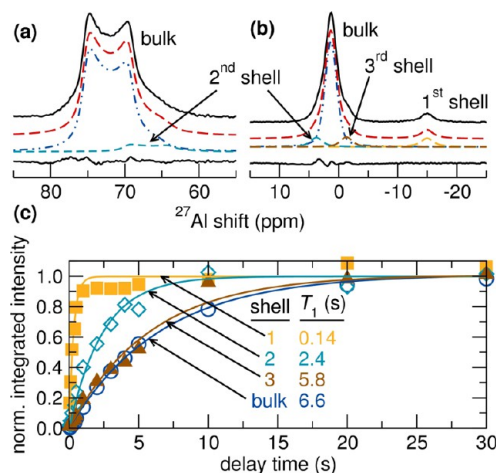 (a)
bulk
2nd shell
(b)
bulk
3rd shell
1st shell
80 70 60
10 5 0 -5 -10 -15 -20
27Al shift (ppm)
(c)
norm. integrated intensity
1.0
0.8
0.6
0.4
0.2
0.0
shell T1 (s)
1 0.14
2 2.4
3 5.8
bulk 6.6
0 5 10 15 20 25 30
delay time (s)